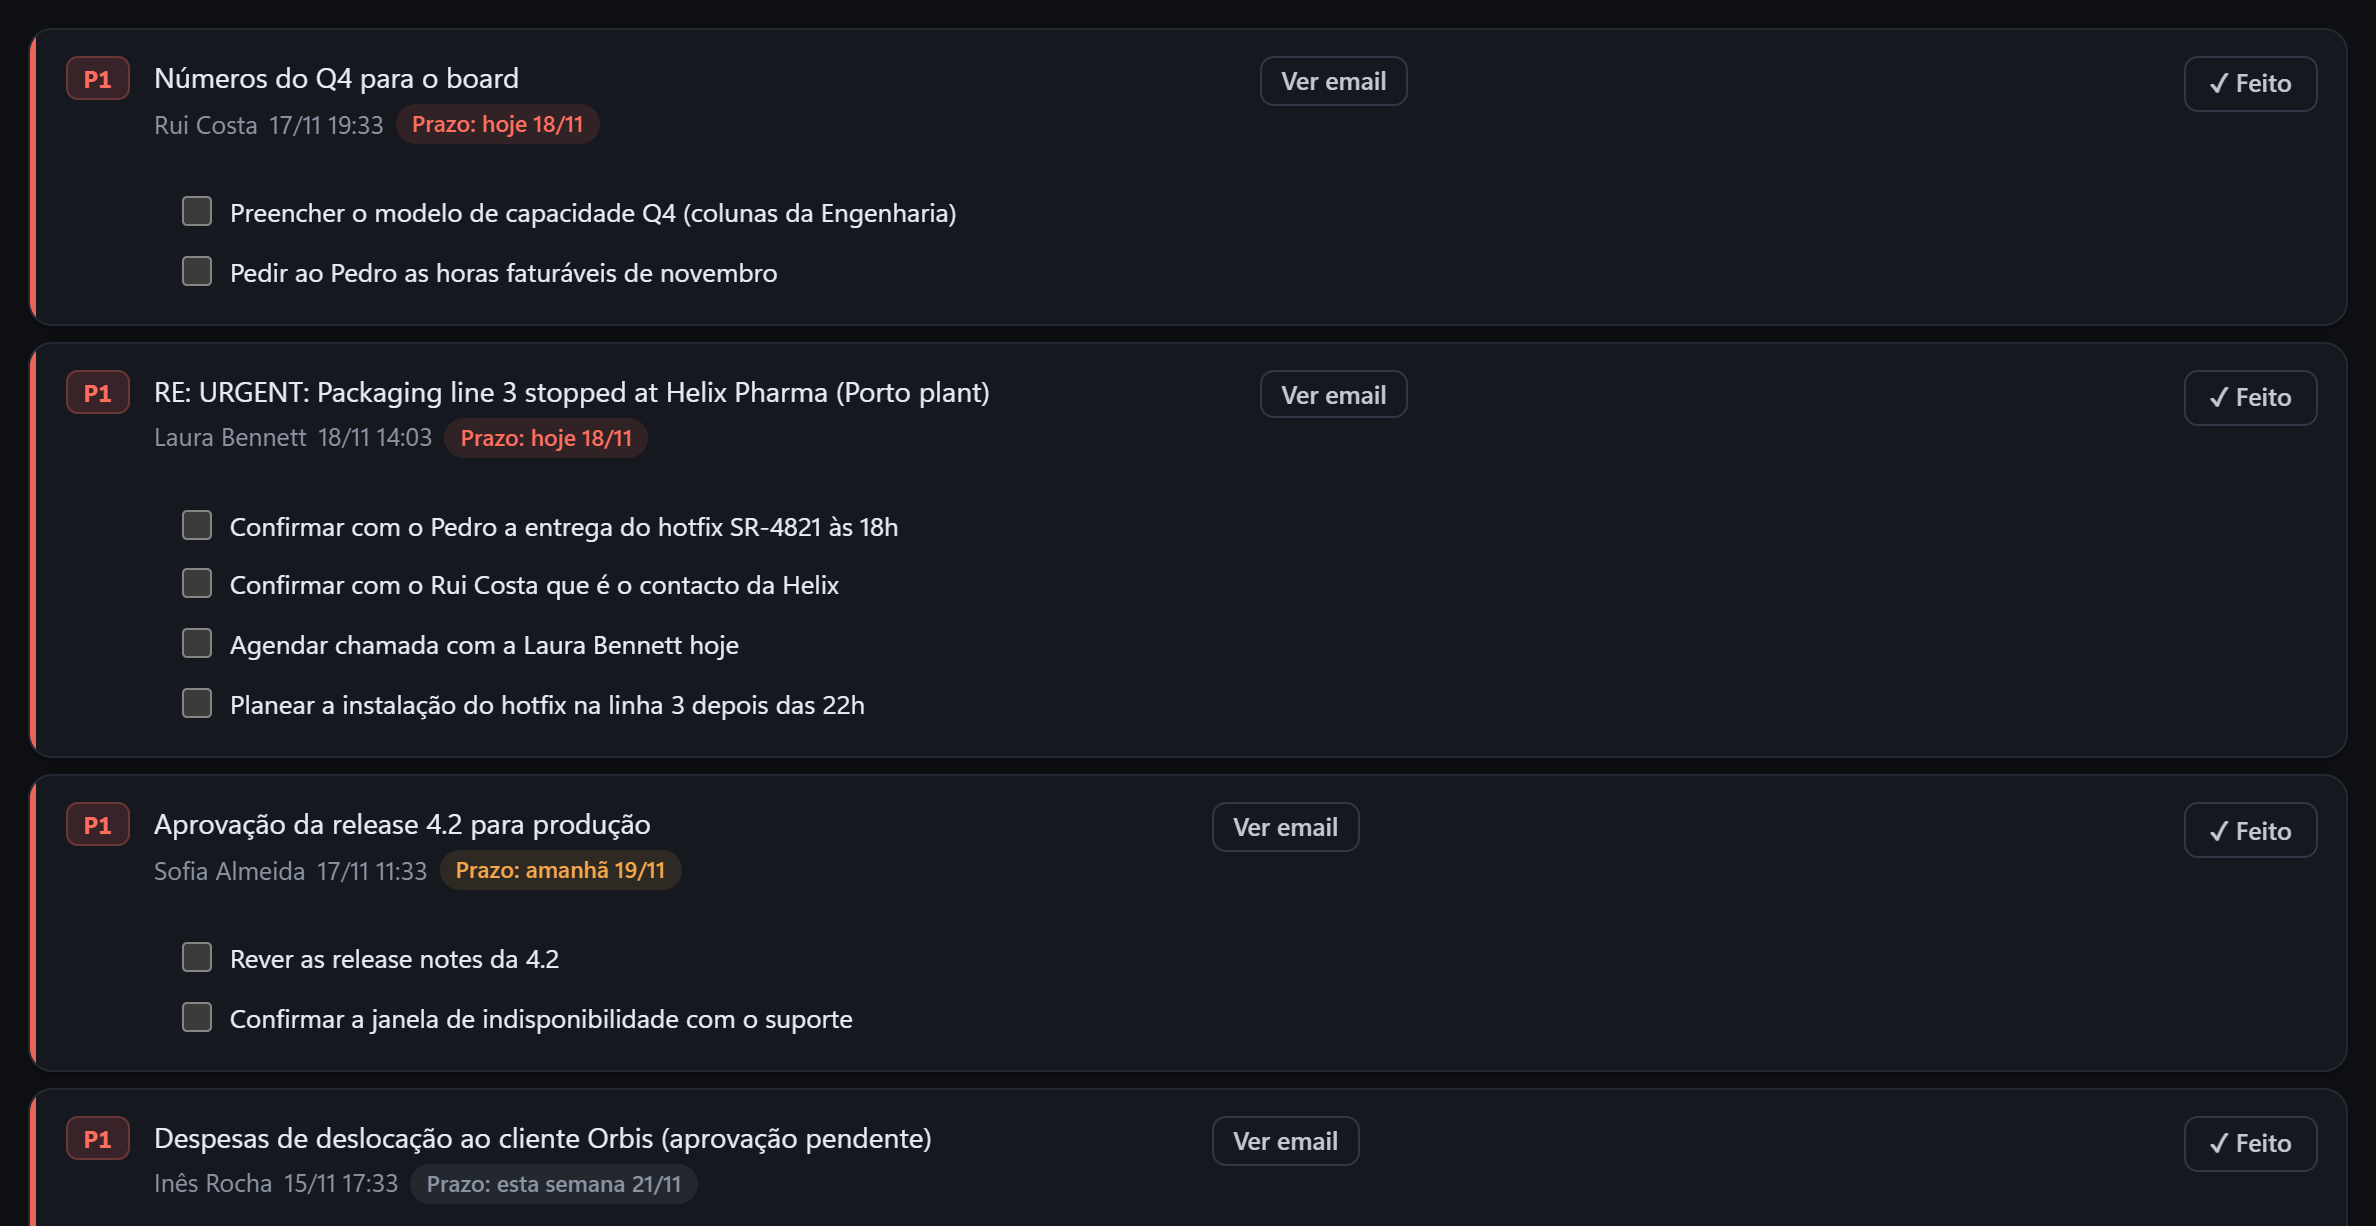 P1 Números do Q4 para o board Ver email ✓ Feito
Rui Costa 17/11 19:33 Prazo: hoje 18/11
Preencher o modelo de capacidade Q4 (colunas da Engenharia)
Pedir ao Pedro as horas faturáveis de novembro
P1 RE: URGENT: Packaging line 3 stopped at Helix Pharma (Porto plant) Ver email ✓ Feito
Laura Bennett 18/11 14:03 Prazo: hoje 18/11
Confirmar com o Pedro a entrega do hotfix SR-4821 às 18h
Confirmar com o Rui Costa que é o contacto da Helix
Agendar chamada com a Laura Bennett hoje
Planear a instalação do hotfix na linha 3 depois das 22h
P1 Aprovação da release 4.2 para produção Ver email ✓ Feito
Sofia Almeida 17/11 11:33 Prazo: amanhã 19/11
Rever as release notes da 4.2
Confirmar a janela de indisponibilidade com o suporte
P1 Despesas de deslocação ao cliente Orbis (aprovação pendente) Ver email ✓ Feito
Inês Rocha 15/11 17:33 Prazo: esta semana 21/11